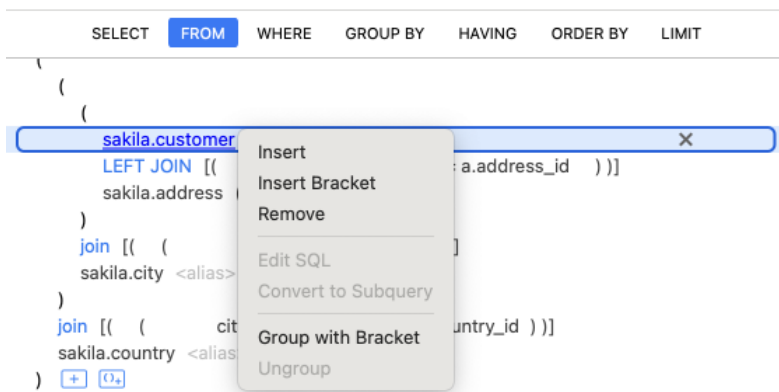 SELECT FROM WHERE GROUP BY HAVING ORDER BY LIMIT
(
(
(
sakila.customer ×
LEFT JOIN [( a.address_id ) )]
sakila.address
)
join [( ( ]
sakila.city <alias>
)
join [( ( untry_id ) )]
sakila.country <alias
) + ()+
Insert
Insert Bracket
Remove
Edit SQL
Convert to Subquery
Group with Bracket
Ungroup